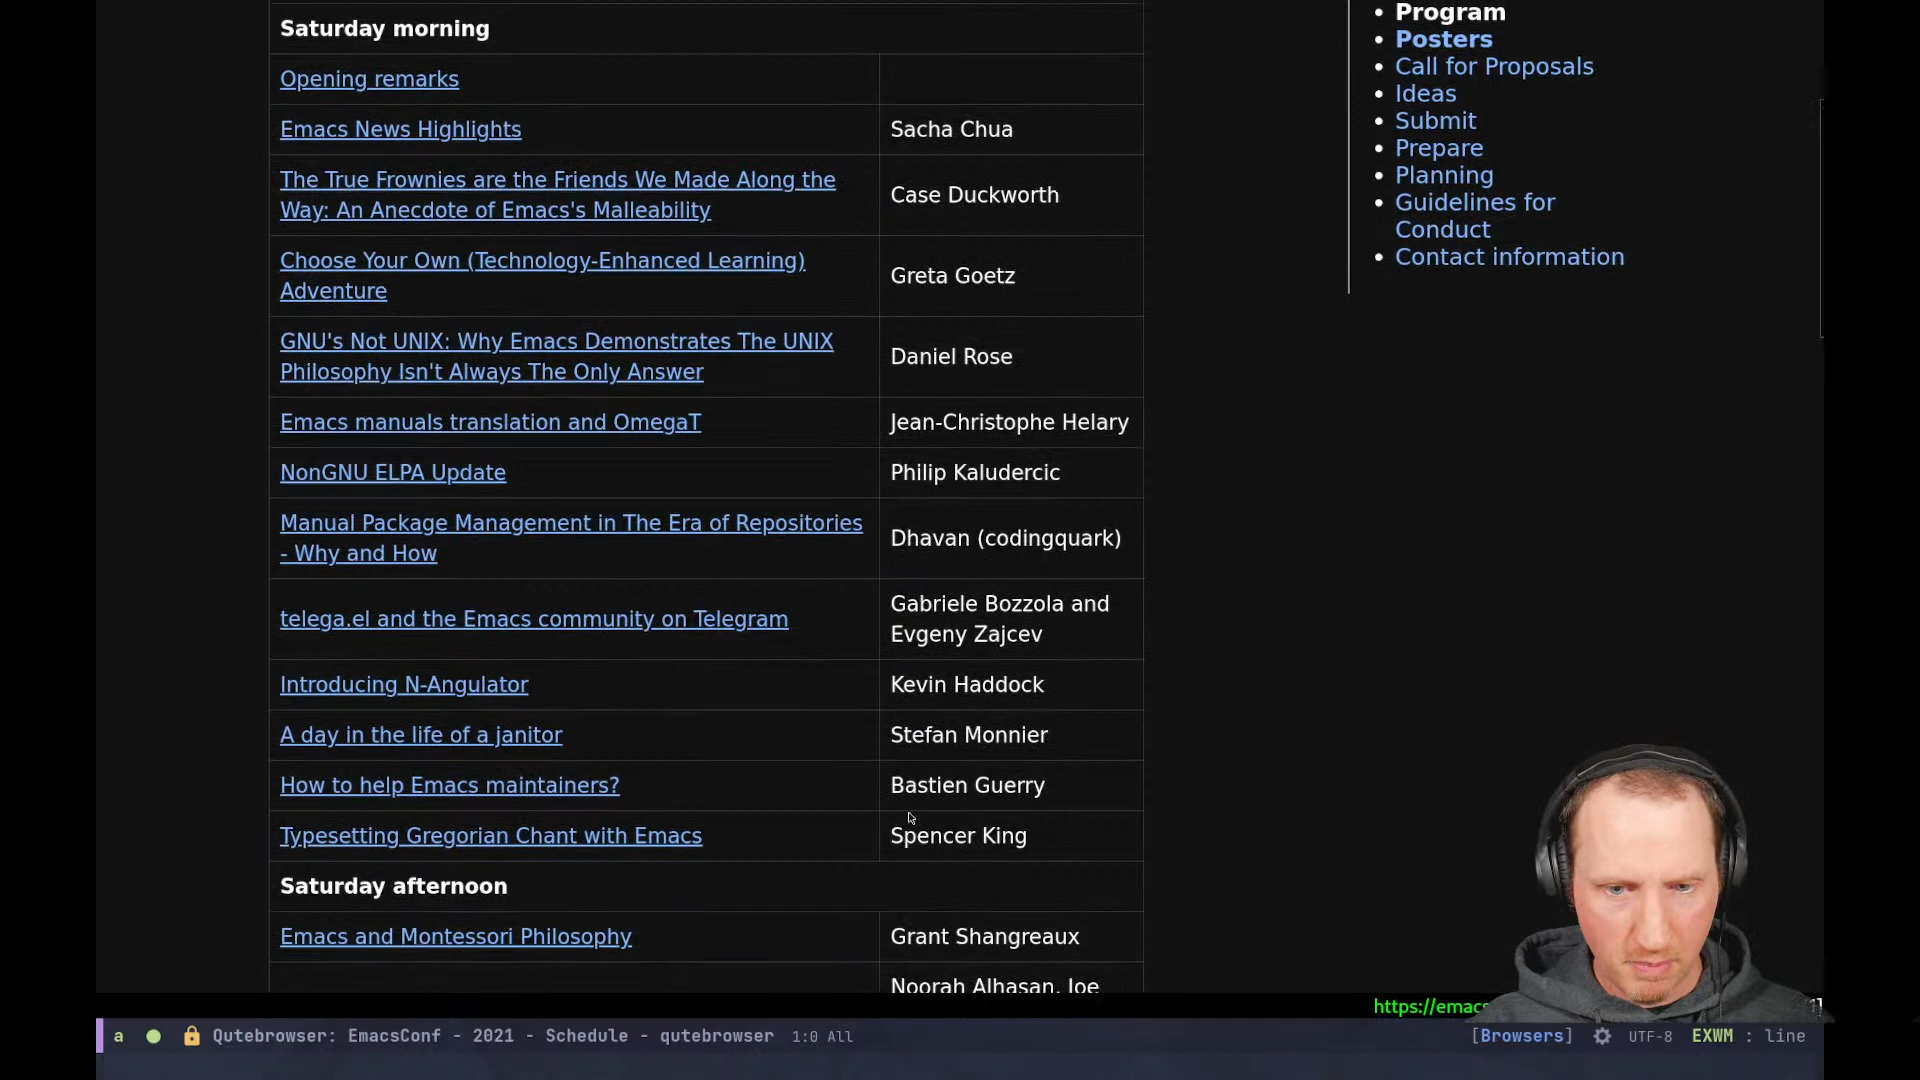 Saturday morning
Opening remarks
Emacs News Highlights
Sacha Chua
The True Frownies are the Friends We Made Along the
Way: An Anecdote of Emacs's Malleability
Case Duckworth
Choose Your Own (Technology-Enhanced Learning)
Adventure
Greta Goetz
GNU's Not UNIX: Why Emacs Demonstrates The UNIX
Philosophy Isn't Always The Only Answer
Daniel Rose
Emacs manuals translation and OmegaT
Jean-Christophe Helary
NonGNU ELPA Update
Philip Kaludercic
Manual Package Management in The Era of Repositories
- Why and How
Dhavan (codingquark)
telega.el and the Emacs community on Telegram
Gabriele Bozzola and
Evgeny Zajcev
Introducing N-Angulator
Kevin Haddock
A day in the life of a janitor
Stefan Monnier
How to help Emacs maintainers?
Bastien Guerry
Typesetting Gregorian Chant with Emacs
Spencer King
Saturday afternoon
Emacs and Montessori Philosophy
Grant Shangreaux
Noorah Alhasan, Joe
Program
Posters
Call for Proposals
Ideas
Submit
Prepare
Planning
Guidelines for
Conduct
Contact information
https://emacs
a Qutebrowser: EmacsConf - 2021 - Schedule - qutebrowser 1:0 All [Browsers] UTF-8 EXWM : line